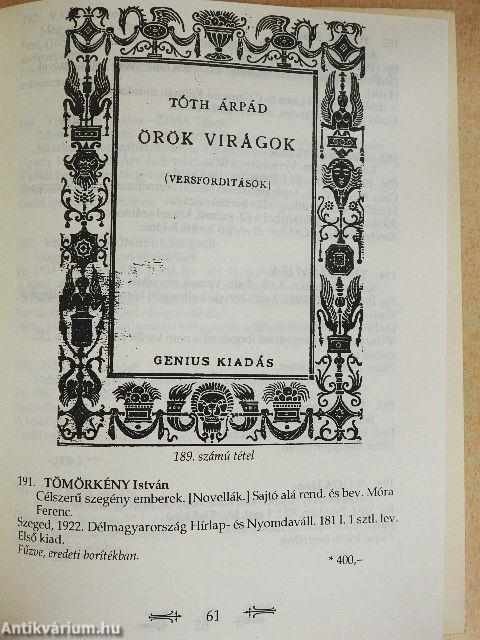 TÓTH ÁRPÁD
ÖRÖK VIRÁGOK
(VERSFORDITÁSOK)
GENIUS KIADÁS
189. számú tétel
191. TÖMÖRKÉNY István
Célszerű szegény emberek. [Novellák.] Sajtó alá rend. és bev. Móra
Ferenc.
Szeged, 1922. Délmagyarország Hírlap- és Nyomdaváll. 181 l. 1 sztl. lev.
Első kiad.
Fűzve, eredeti borítékban. * 400,–
61
Antikvárium.hu